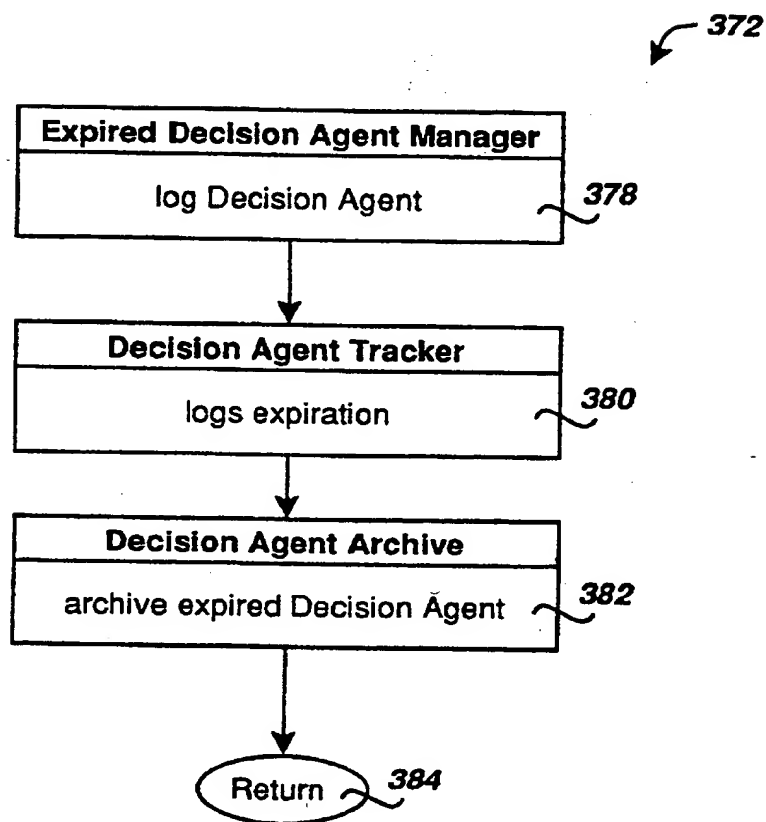 372
Expired Decision Agent Manager
log Decision Agent
378
Decision Agent Tracker
logs expiration
380
Decision Agent Archive
archive expired Decision Agent
382
Return
384